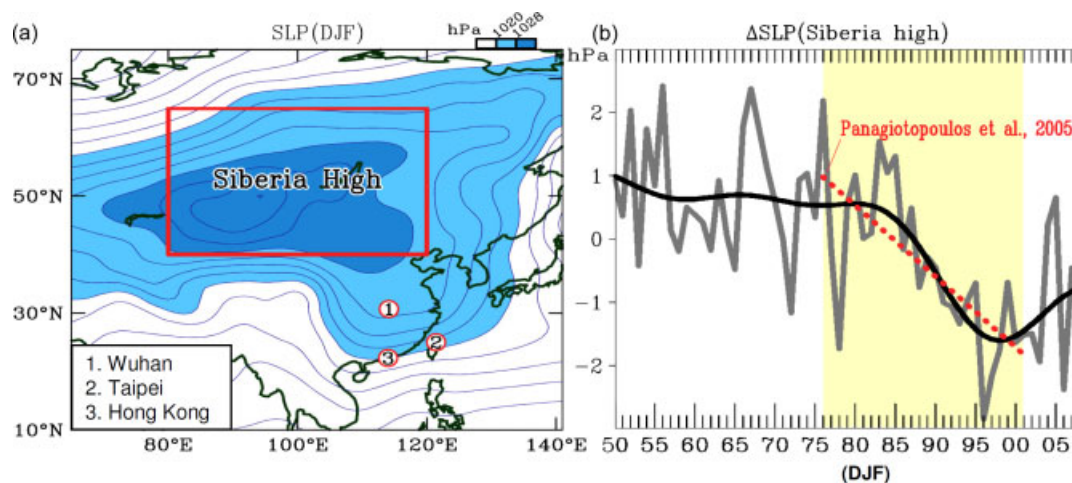 (a)
SLP(DJF)
hPa
1020
1028
70°N
50°N
30°N
10°N
Siberia High
1
2
3
1. Wuhan
2. Taipei
3. Hong Kong
80°E
100°E
120°E
140°E
(b)
ΔSLP(Siberia high)
hPa
2
1
0
-1
-2
Panagiotopoulos et al., 2005
50 55 60 65 70 75 80 85 90 95 00 05
(DJF)